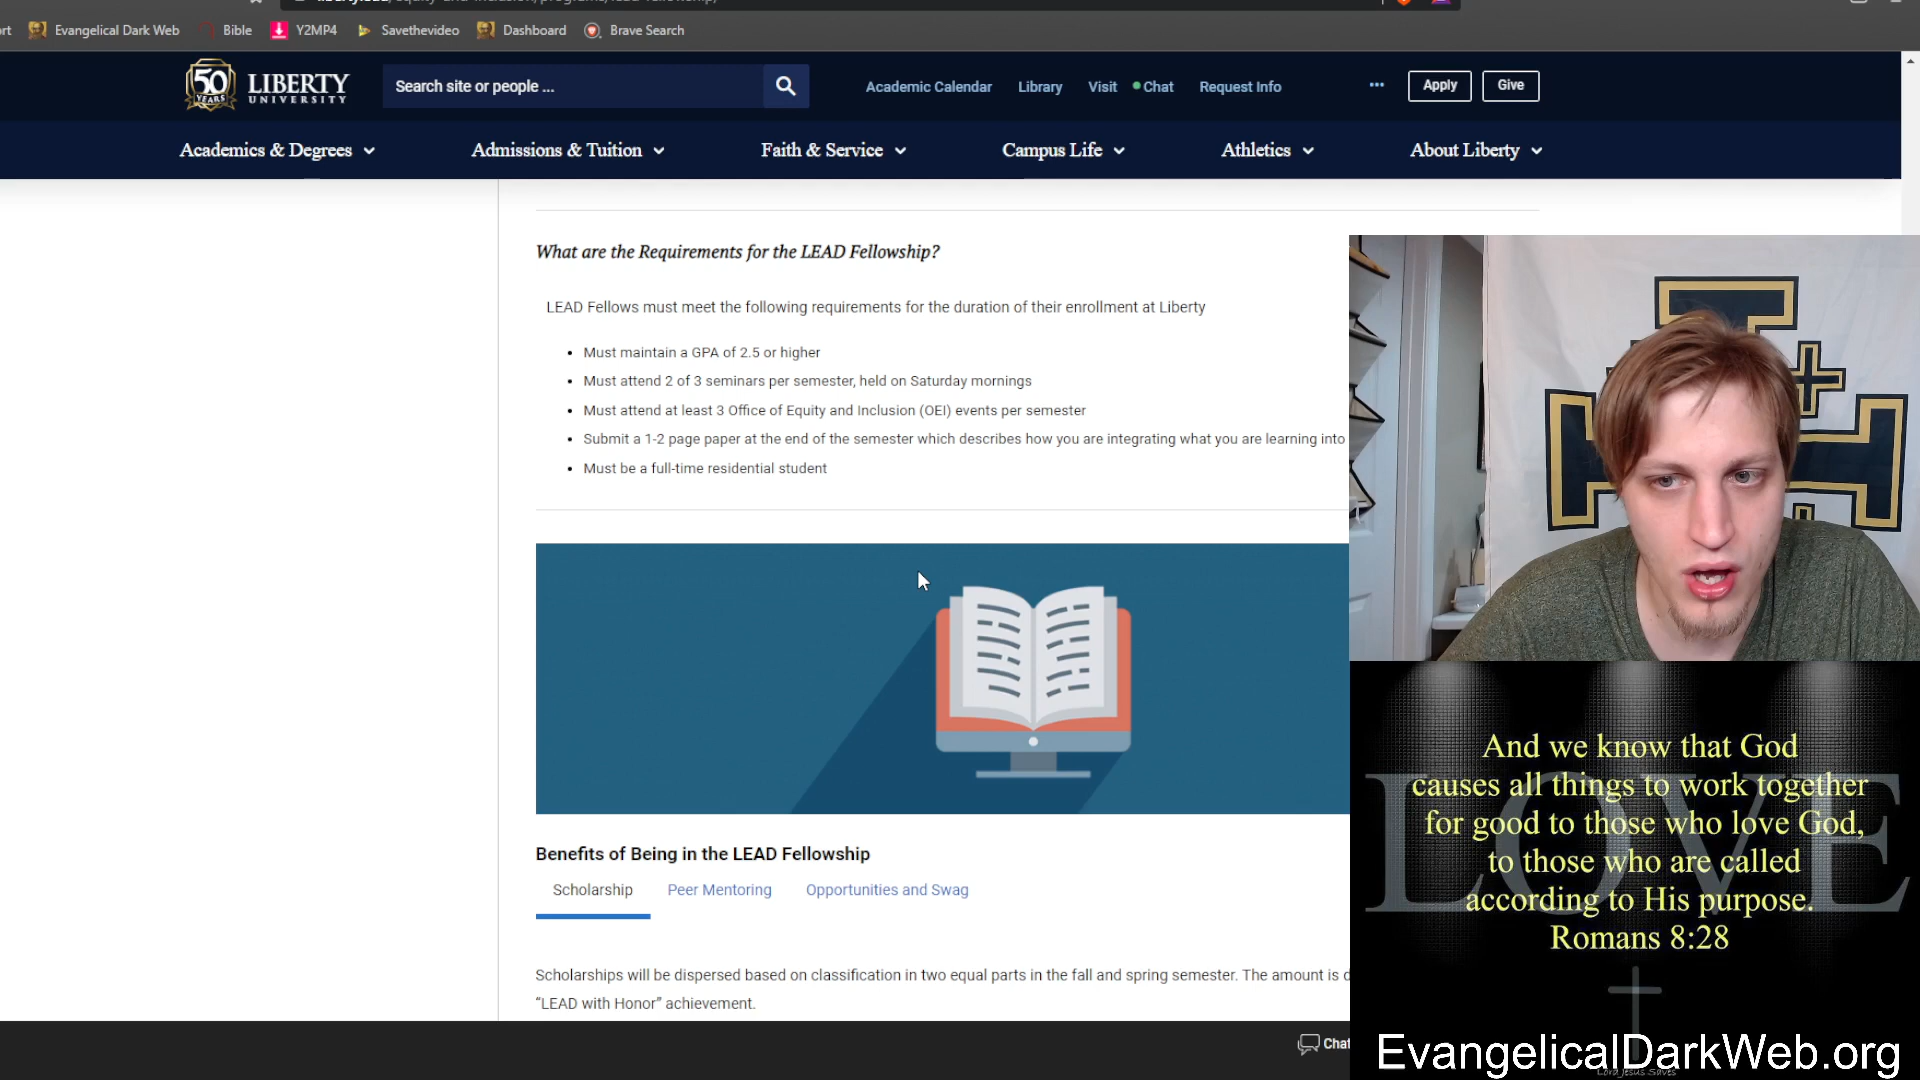 Evangelical Dark Web
Bible
Y2MP4
Savethevideo
Dashboard
Brave Search
50 YEARS
LIBERTY
UNIVERSITY
Search site or people ...
Academic Calendar
Library
Visit
Chat
Request Info
Apply
Give
Academics & Degrees
Admissions & Tuition
Faith & Service
Campus Life
Athletics
About Liberty
What are the Requirements for the LEAD Fellowship?
LEAD Fellows must meet the following requirements for the duration of their enrollment at Liberty
• Must maintain a GPA of 2.5 or higher
• Must attend 2 of 3 seminars per semester, held on Saturday mornings
• Must attend at least 3 Office of Equity and Inclusion (OEI) events per semester
• Submit a 1-2 page paper at the end of the semester which describes how you are integrating what you are learning into
• Must be a full-time residential student
Benefits of Being in the LEAD Fellowship
Scholarship
Peer Mentoring
Opportunities and Swag
Scholarships will be dispersed based on classification in two equal parts in the fall and spring semester. The amount is
“LEAD with Honor” achievement.
Chat
LOVE
And we know that God
causes all things to work together
for good to those who love God,
to those who are called
according to His purpose.
Romans 8:28
EvangelicalDarkWeb.org
Lord Jesus Saves